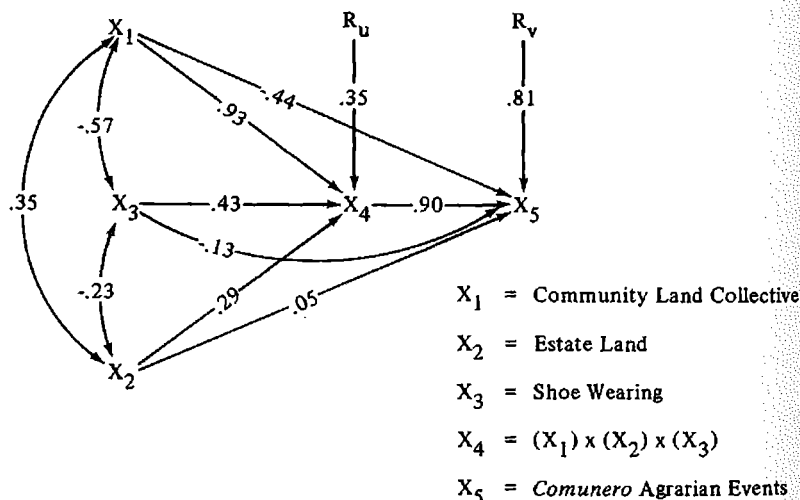 X1 Ru Rv
-.44
.93 .35 .81
-.57
.35 X3 .43 X4 .90 X5
-.13
-.23 .29 .05
X2
X1 = Community Land Collective
X2 = Estate Land
X3 = Shoe Wearing
X4 = (X1) x (X2) x (X3)
X5 = Comunero Agrarian Events